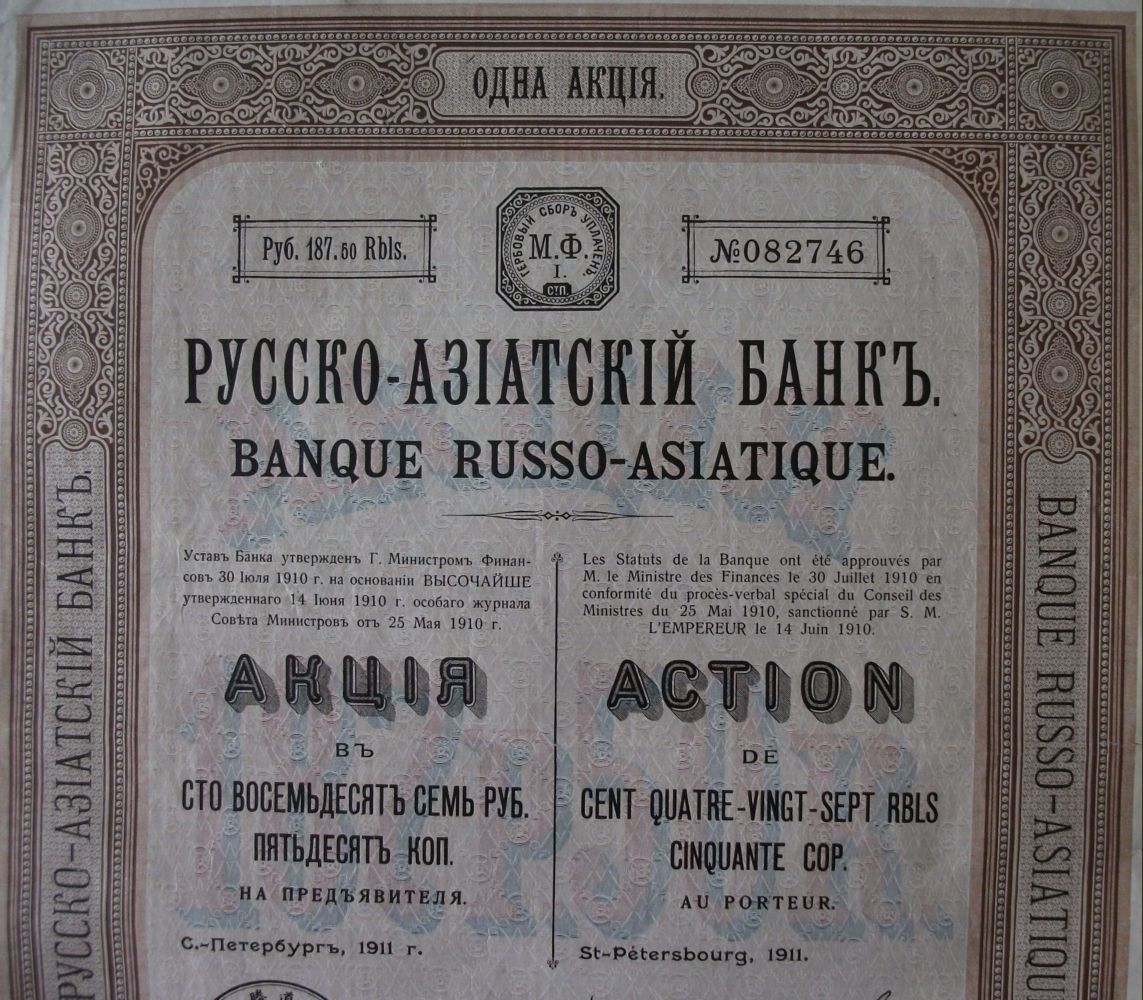 ОДНА АКЦІЯ.
Руб. 187.50 Rbls.
ГЕРБОВЫЙ СБОРЪ УПЛАЧЕНЪ.
М.Ф.
I.
СТП.
№082746
РУССКО-АЗІАТСКІЙ БАНКЪ.
BANQUE RUSSO-ASIATIQUE.
Уставъ Банка утвержденъ Г. Министромъ Финан-
совъ 30 Іюля 1910 г. на основаніи ВЫСОЧАЙШЕ
утвержденнаго 14 Іюня 1910 г. особаго журнала
Совѣта Министровъ отъ 25 Мая 1910 г.
АКЦІЯ
ВЪ
СТО ВОСЕМЬДЕСЯТЪ СЕМЬ РУБ.
ПЯТЬДЕСЯТЪ КОП.
НА ПРЕДЪЯВИТЕЛЯ.
С.-Петербургъ, 1911 г.
Les Statuts de la Banque ont été approuvés par
M. le Ministre des Finances le 30 Juillet 1910 en
conformité du procès-verbal spécial du Conseil des
Ministres du 25 Mai 1910, sanctionné par S. M.
L'EMPEREUR le 14 Juin 1910.
ACTION
DE
CENT QUATRE-VINGT-SEPT RBLS
CINQUANTE COP.
AU PORTEUR.
St-Pétersbourg, 1911.
РУССКО-АЗІАТСКІЙ БАНКЪ.
BANQUE RUSSO-ASIATIQU